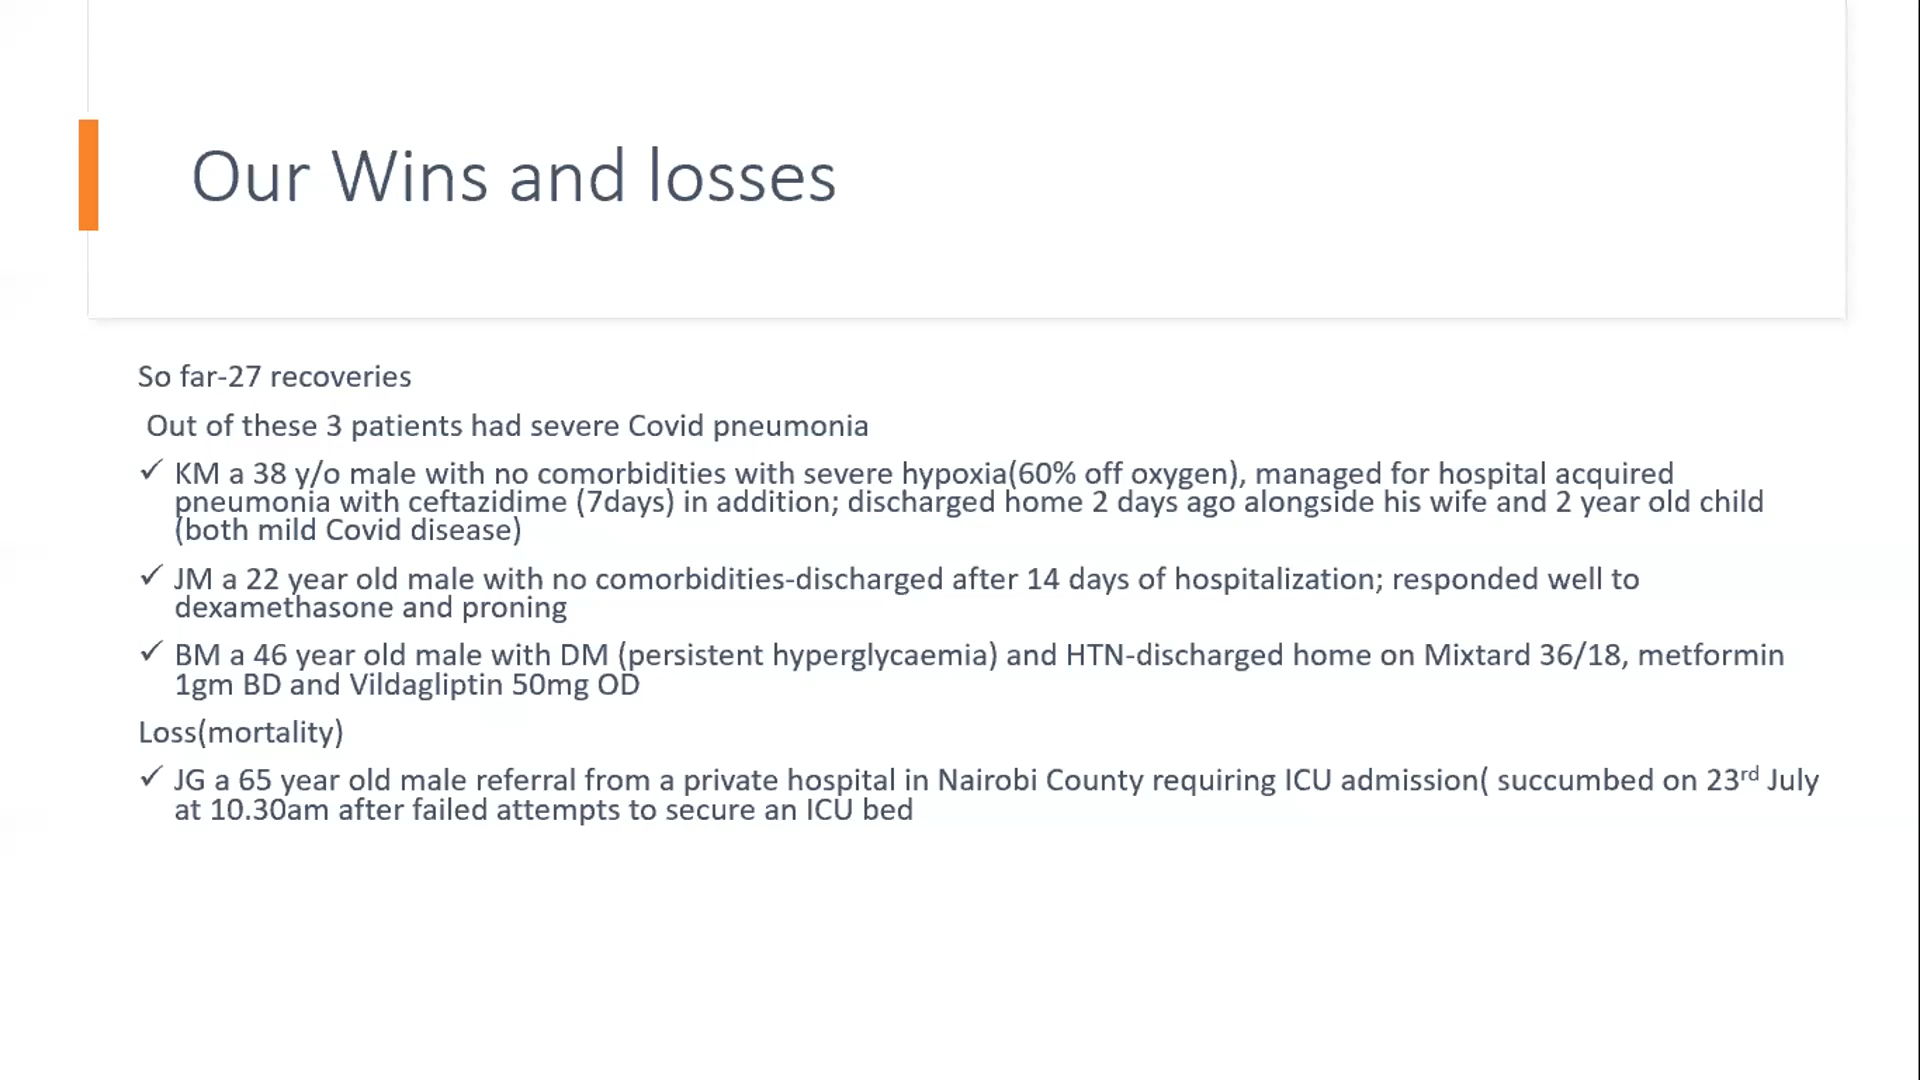 Our Wins and losses
So far-27 recoveries
Out of these 3 patients had severe Covid pneumonia
✓ KM a 38 y/o male with no comorbidities with severe hypoxia(60% off oxygen), managed for hospital acquired
pneumonia with ceftazidime (7days) in addition; discharged home 2 days ago alongside his wife and 2 year old child
(both mild Covid disease)
✓ JM a 22 year old male with no comorbidities-discharged after 14 days of hospitalization; responded well to
dexamethasone and proning
✓ BM a 46 year old male with DM (persistent hyperglycaemia) and HTN-discharged home on Mixtard 36/18, metformin
1gm BD and Vildagliptin 50mg OD
Loss(mortality)
✓ JG a 65 year old male referral from a private hospital in Nairobi County requiring ICU admission( succumbed on 23rd July
at 10.30am after failed attempts to secure an ICU bed